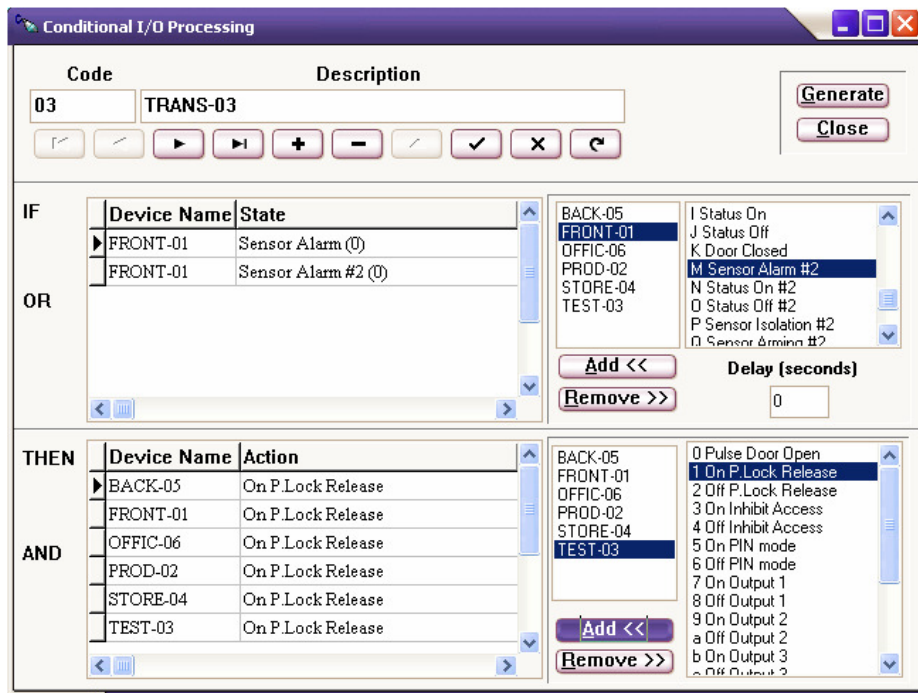 Conditional I/O Processing
Code Description
03 TRANS-03
Generate
Close
IF
OR
Device Name State
FRONT-01 Sensor Alarm (0)
FRONT-01 Sensor Alarm #2 (0)
BACK-05
FRONT-01
OFFIC-06
PROD-02
STORE-04
TEST-03
I Status On
J Status Off
K Door Closed
M Sensor Alarm #2
N Status On #2
O Status Off #2
P Sensor Isolation #2
Q Sensor Arming #2
Add <<
Remove >>
Delay (seconds)
0
THEN
AND
Device Name Action
BACK-05 On P.Lock Release
FRONT-01 On P.Lock Release
OFFIC-06 On P.Lock Release
PROD-02 On P.Lock Release
STORE-04 On P.Lock Release
TEST-03 On P.Lock Release
BACK-05
FRONT-01
OFFIC-06
PROD-02
STORE-04
TEST-03
0 Pulse Door Open
1 On P.Lock Release
2 Off P.Lock Release
3 On Inhibit Access
4 Off Inhibit Access
5 On PIN mode
6 Off PIN mode
7 On Output 1
8 Off Output 1
9 On Output 2
a Off Output 2
b On Output 3
c Off Output 3
Add <<
Remove >>